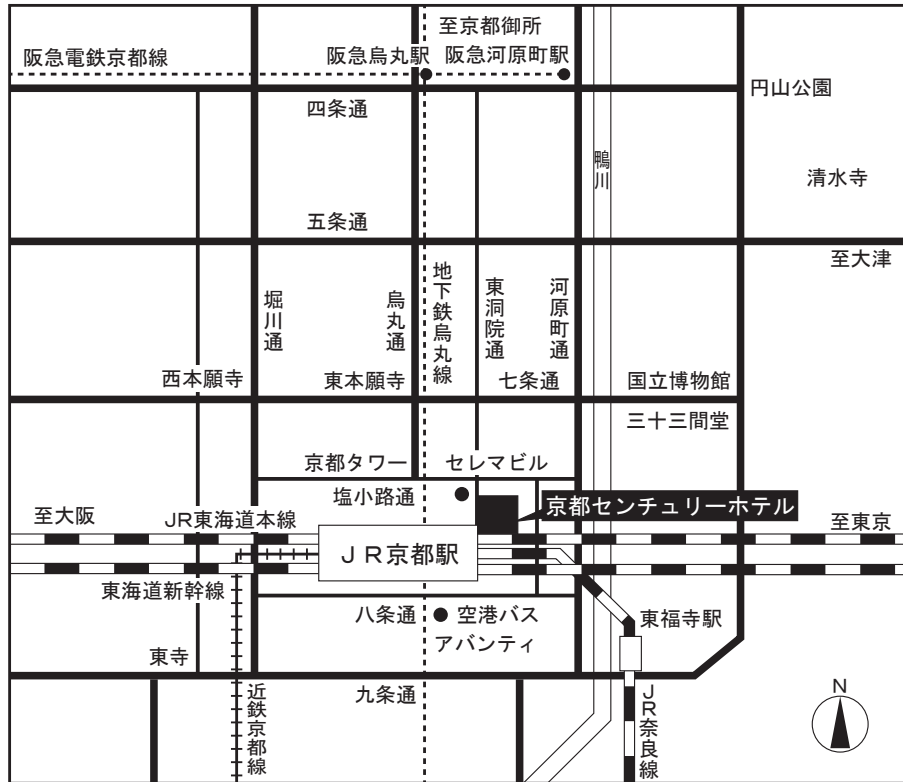 至京都御所
阪急電鉄京都線
阪急烏丸駅
阪急河原町駅
円山公園
四条通
鴨川
清水寺
五条通
至大津
堀川通
烏丸通
地下鉄烏丸線
東洞院通
河原町通
西本願寺
東本願寺
七条通
国立博物館
三十三間堂
京都タワー
セレマビル
塩小路通
京都センチュリーホテル
至大阪
JR東海道本線
至東京
JR京都駅
東海道新幹線
八条通
空港バス
アバンティ
東福寺駅
東寺
九条通
近鉄京都線
JR奈良線
N